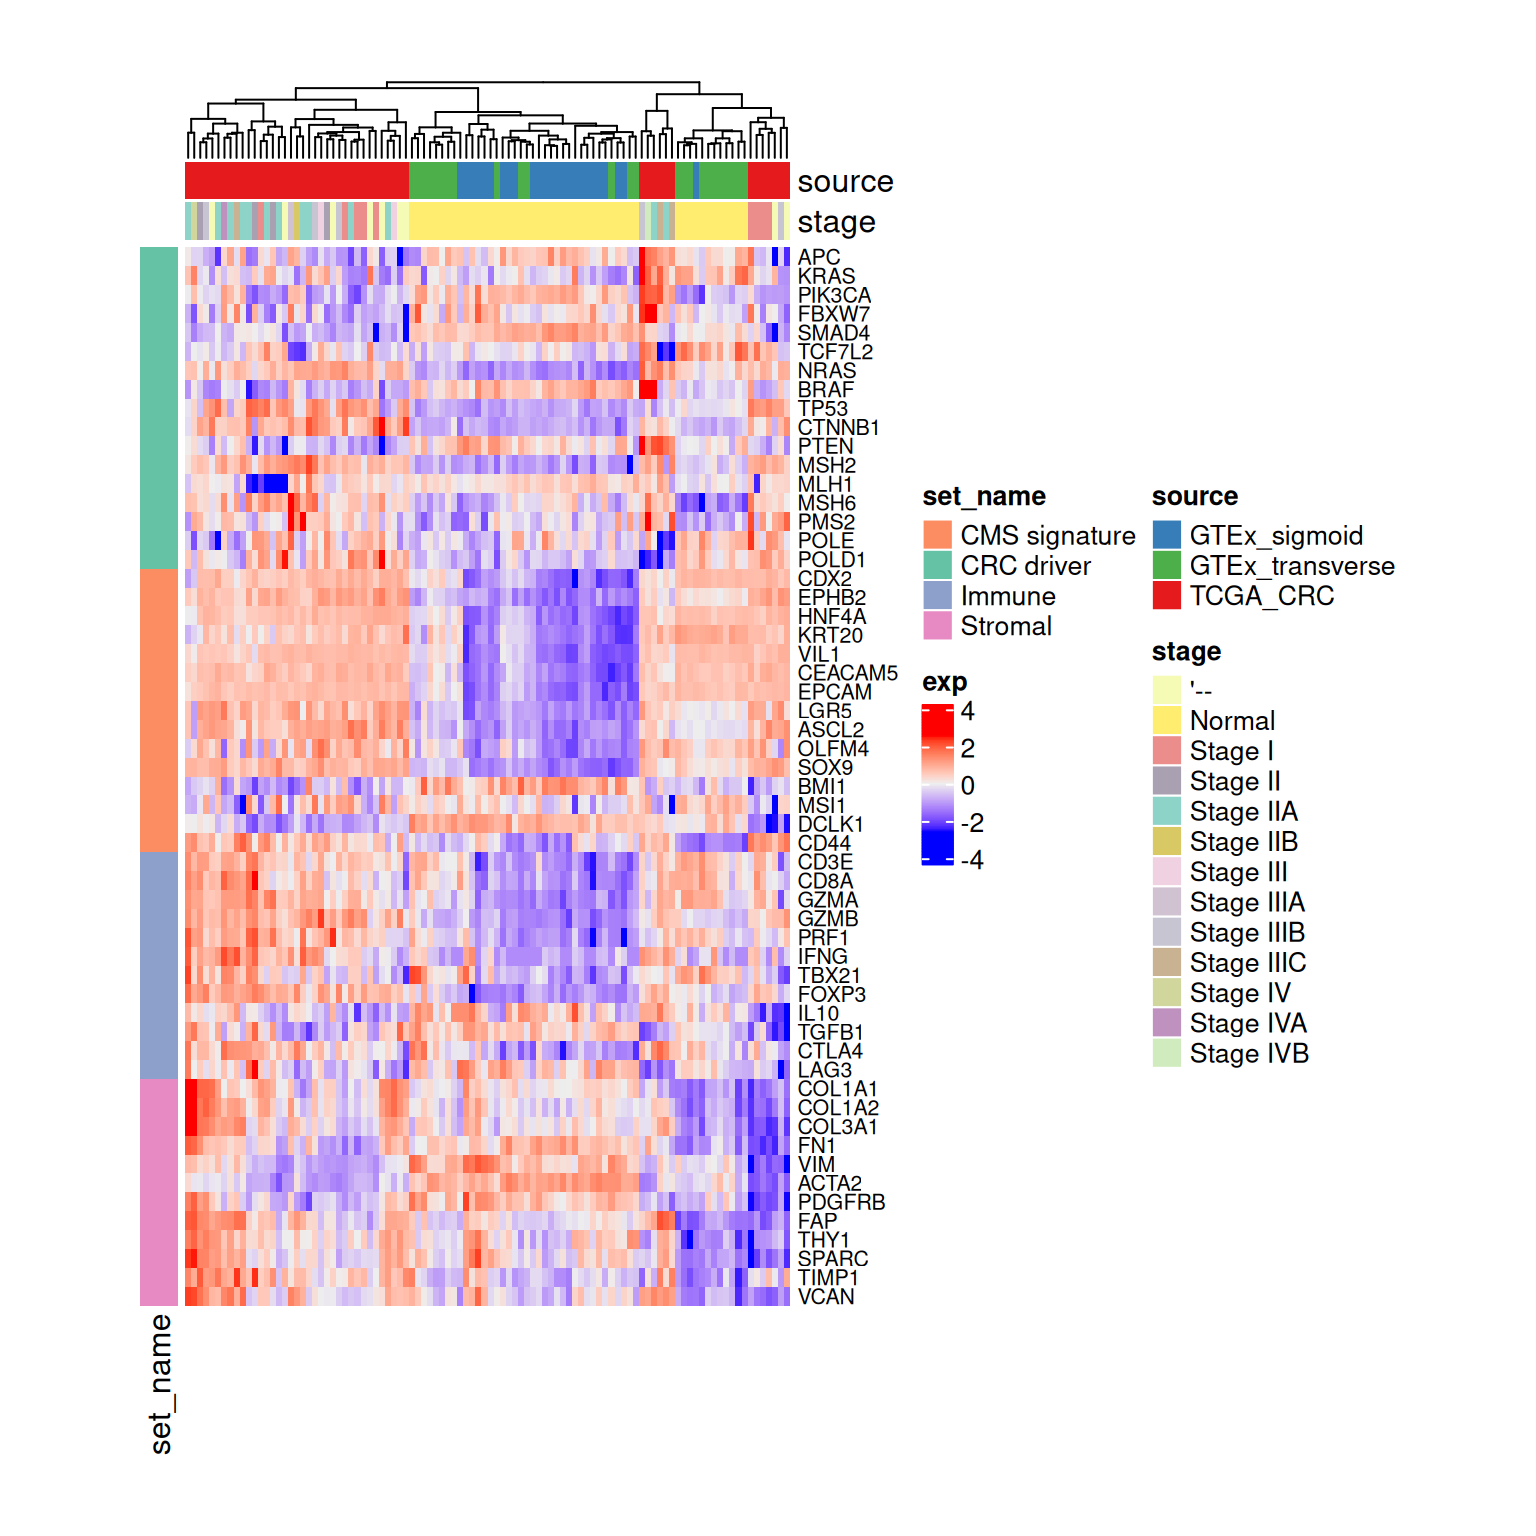 source
stage
APC
KRAS
PIK3CA
FBXW7
SMAD4
TCF7L2
NRAS
BRAF
TP53
CTNNB1
PTEN
MSH2
MLH1
MSH6
PMS2
POLE
POLD1
CDX2
EPHB2
HNF4A
KRT20
VIL1
CEACAM5
EPCAM
LGR5
ASCL2
OLFM4
SOX9
BMI1
MSI1
DCLK1
CD44
CD3E
CD8A
GZMA
GZMB
PRF1
IFNG
TBX21
FOXP3
IL10
TGFB1
CTLA4
LAG3
COL1A1
COL1A2
COL3A1
FN1
VIM
ACTA2
PDGFRB
FAP
THY1
SPARC
TIMP1
VCAN
set_name
set_name
CMS signature
CRC driver
Immune
Stromal
exp
4
2
0
-2
-4
source
GTEx_sigmoid
GTEx_transverse
TCGA_CRC
stage
'--
Normal
Stage I
Stage II
Stage IIA
Stage IIB
Stage III
Stage IIIA
Stage IIIB
Stage IIIC
Stage IV
Stage IVA
Stage IVB